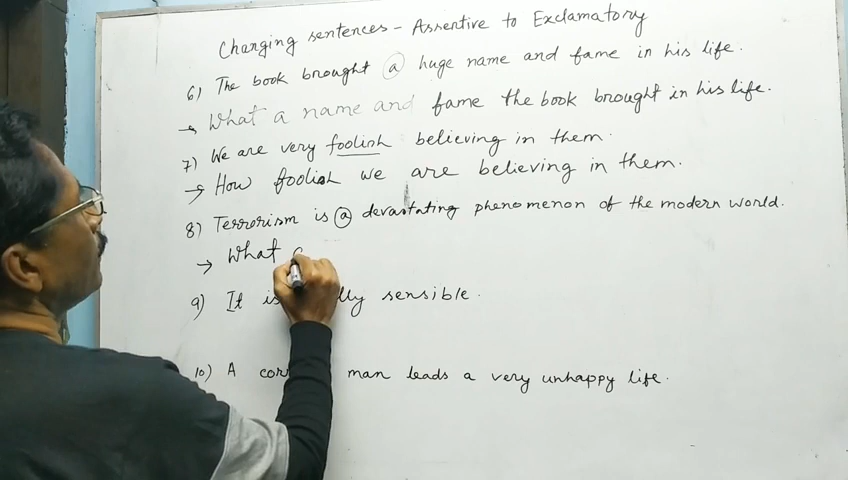 Changing sentences - Assertive to Exclamatory
6) The book brought a huge name and fame in his life.
→ What a name and fame the book brought in his life.
7) We are very foolish believing in them.
→ How foolish we are believing in them.
8) Terrorism is a devastating phenomenon of the modern world.
→ What
9) It is sensible.
10) A man leads a very unhappy life.